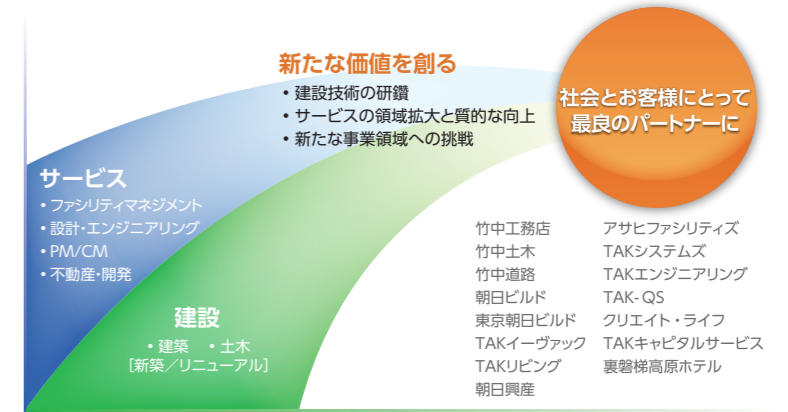 新たな価値を創る
• 建設技術の研鑽
• サービスの領域拡大と質的な向上
• 新たな事業領域への挑戦
社会とお客様にとって
最良のパートナーに
サービス
• ファシリティマネジメント
• 設計・エンジニアリング
• PM/CM
• 不動産・開発
建設
• 建築 • 土木
[新築／リニューアル]
竹中工務店
竹中土木
竹中道路
朝日ビルド
東京朝日ビルド
TAKイーヴァック
TAKリビング
朝日興産
アサヒファシリティズ
TAKシステムズ
TAKエンジニアリング
TAK-QS
クリエイト・ライフ
TAKキャピタルサービス
裏磐梯高原ホテル